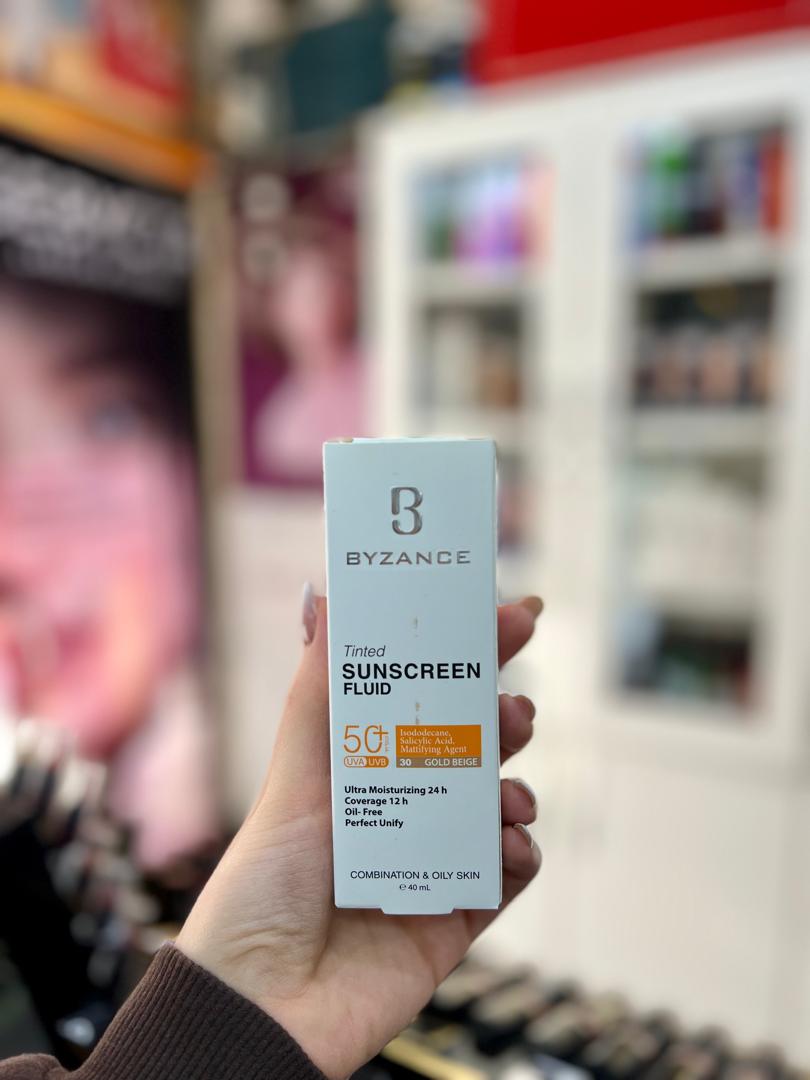 B
BYZANCE
Tinted
SUNSCREEN
FLUID
50+
UVA UVB
Isododecane,
Salicylic Acid,
Mattifying Agent
30 GOLD BEIGE
Ultra Moisturizing 24 h
Coverage 12 h
Oil- Free
Perfect Unify
COMBINATION & OILY SKIN
℮ 40 mL